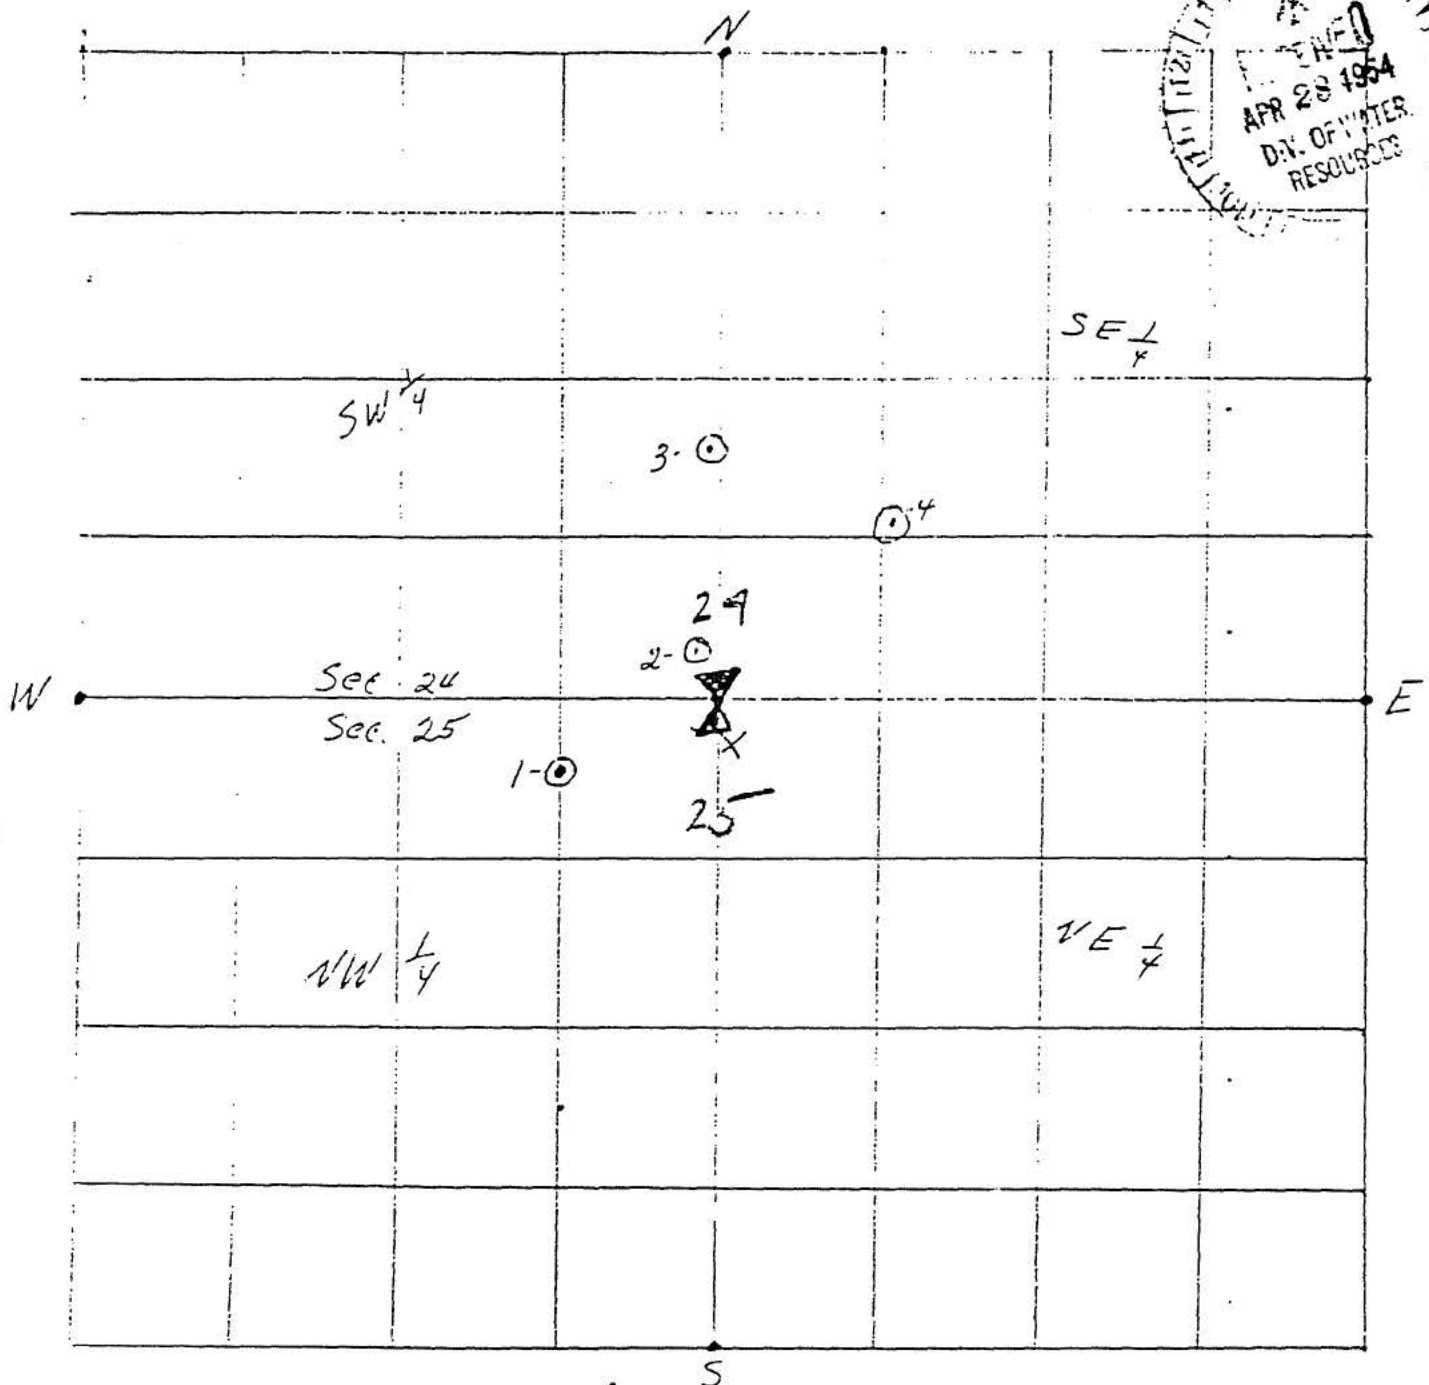 N
APR 28 1954
DIV. OF WATER
RESOURCES
SE 1/4
SW 1/4
3-
4
24
2-
W
Sec. 24
E
Sec. 25
X
1-
25
NW 1/4
NE 1/4
S